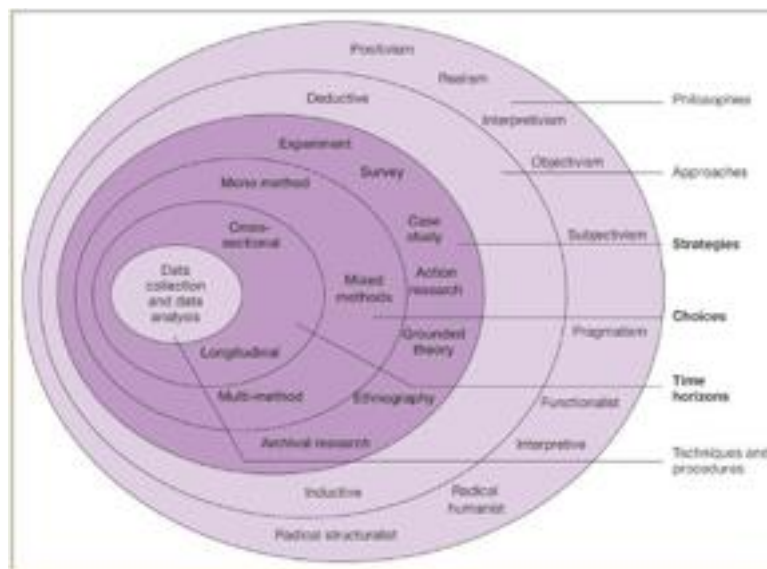 Positivism
Realism
Deductive
Interpretivism
Philosophies
Experiment
Objectivism
Approaches
Survey
Mono method
Cross-
sectional
Case
study
Subjectivism
Strategies
Data
collection
and data
analysis
Mixed
methods
Action
research
Choices
Pragmatism
Grounded
theory
Longitudinal
Time
horizons
Multi-method
Ethnography
Functionalist
Archival research
Interpretive
Techniques and
procedures
Inductive
Radical
humanist
Radical structuralist